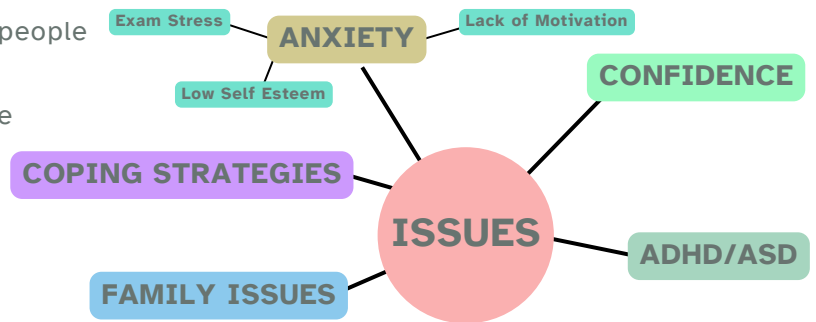 people
e
Exam Stress
ANXIETY
Lack of Motivation
Low Self Esteem
CONFIDENCE
COPING STRATEGIES
ISSUES
ADHD/ASD
FAMILY ISSUES